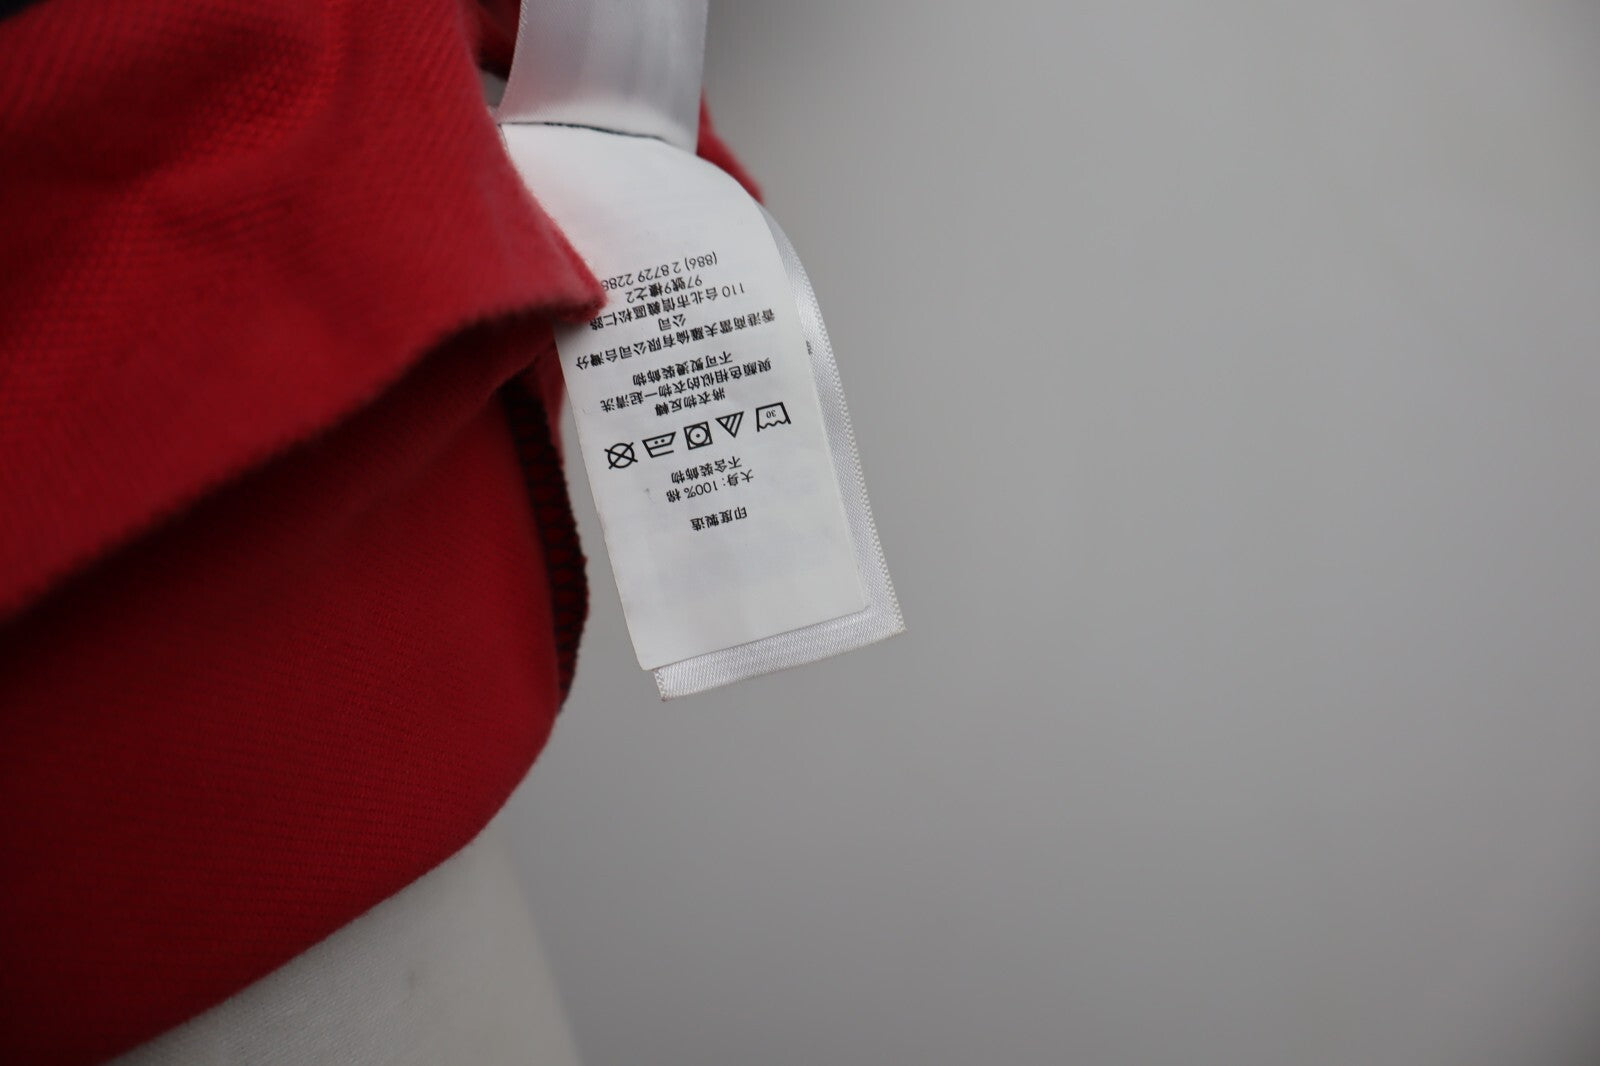 印度製造
大身: 100% 棉
不含裝飾物
30
將衣物反轉
與顏色相似的衣物一起清洗
不可熨燙裝飾物
香港商雷夫羅倫有限公司台灣分
公司
110 台北市信義區松仁路
97號9樓之2
(886) 2 8729 2288